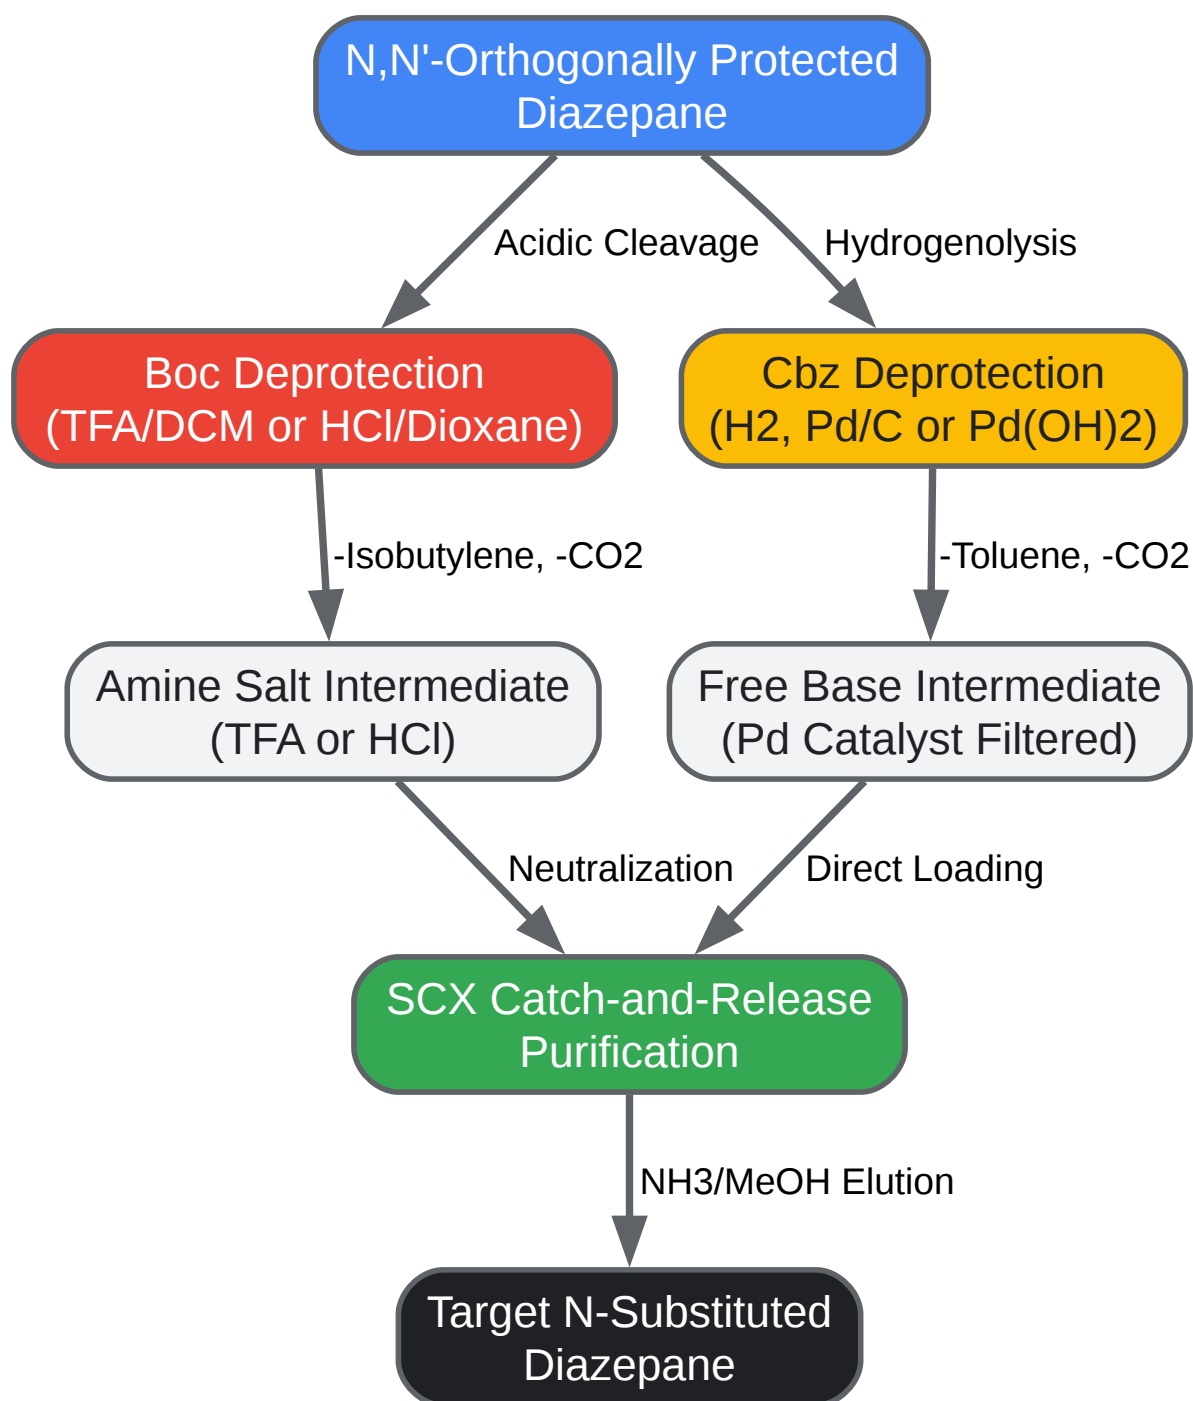 N,N'-Orthogonally Protected
Diazepane
Acidic Cleavage
Hydrogenolysis
Boc Deprotection
(TFA/DCM or HCl/Dioxane)
Cbz Deprotection
(H2, Pd/C or Pd(OH)2)
-Isobutylene, -CO2
-Toluene, -CO2
Amine Salt Intermediate
(TFA or HCl)
Free Base Intermediate
(Pd Catalyst Filtered)
Neutralization
Direct Loading
SCX Catch-and-Release
Purification
NH3/MeOH Elution
Target N-Substituted
Diazepane